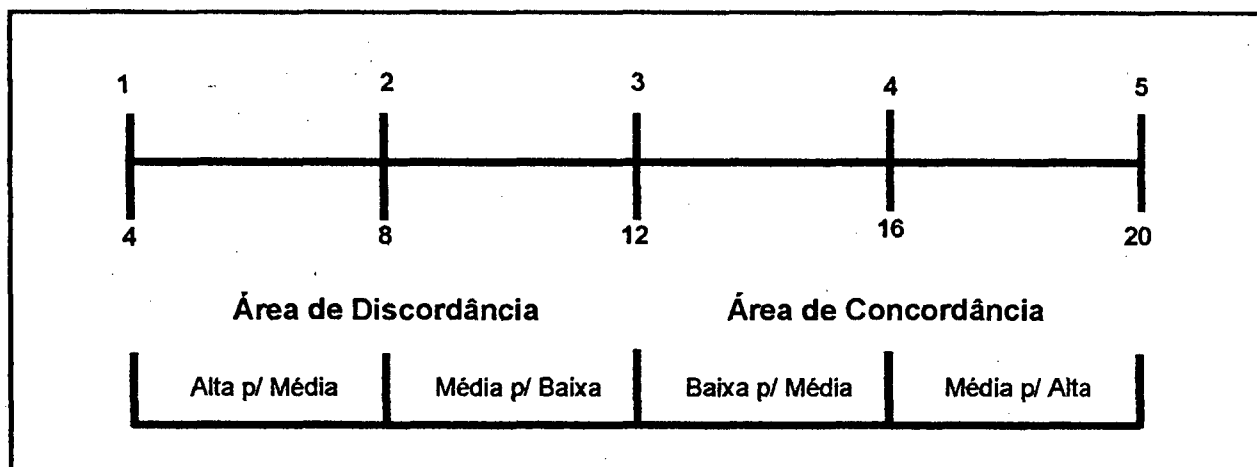 1 2 3 4 5
4 8 12 16 20
Área de Discordância Área de Concordância
Alta p/ Média Média p/ Baixa Baixa p/ Média Média p/ Alta